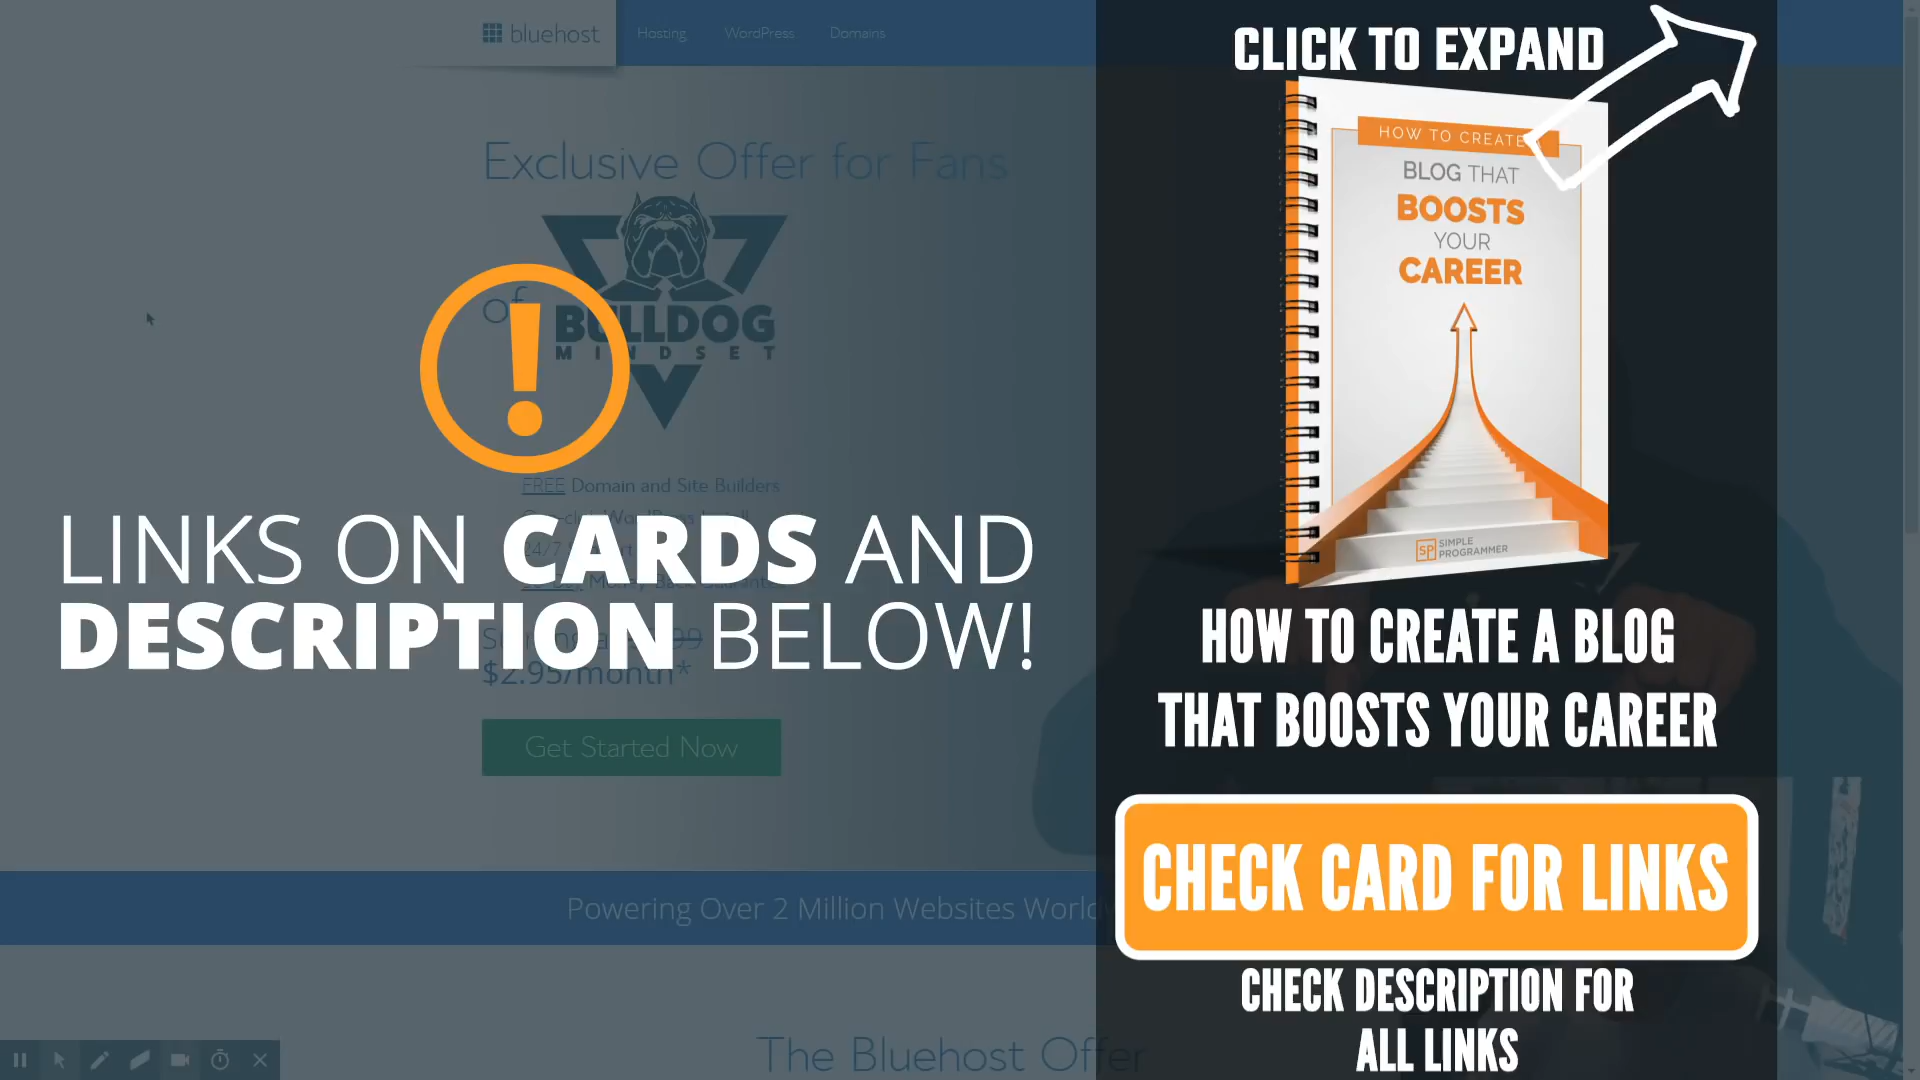 bluehost
Hosting
WordPress
Domains
Exclusive Offer for Fans
of
BULLDOG
MINDSET
FREE Domain and Site Builders
$2.95/month*
Get Started Now
Powering Over 2 Million Websites
The Bluehost Offer
!
LINKS ON CARDS AND
DESCRIPTION BELOW!
CLICK TO EXPAND
HOW TO CREATE
BLOG THAT
BOOSTS
YOUR
CAREER
SP SIMPLE
PROGRAMMER
HOW TO CREATE A BLOG
THAT BOOSTS YOUR CAREER
CHECK CARD FOR LINKS
CHECK DESCRIPTION FOR
ALL LINKS